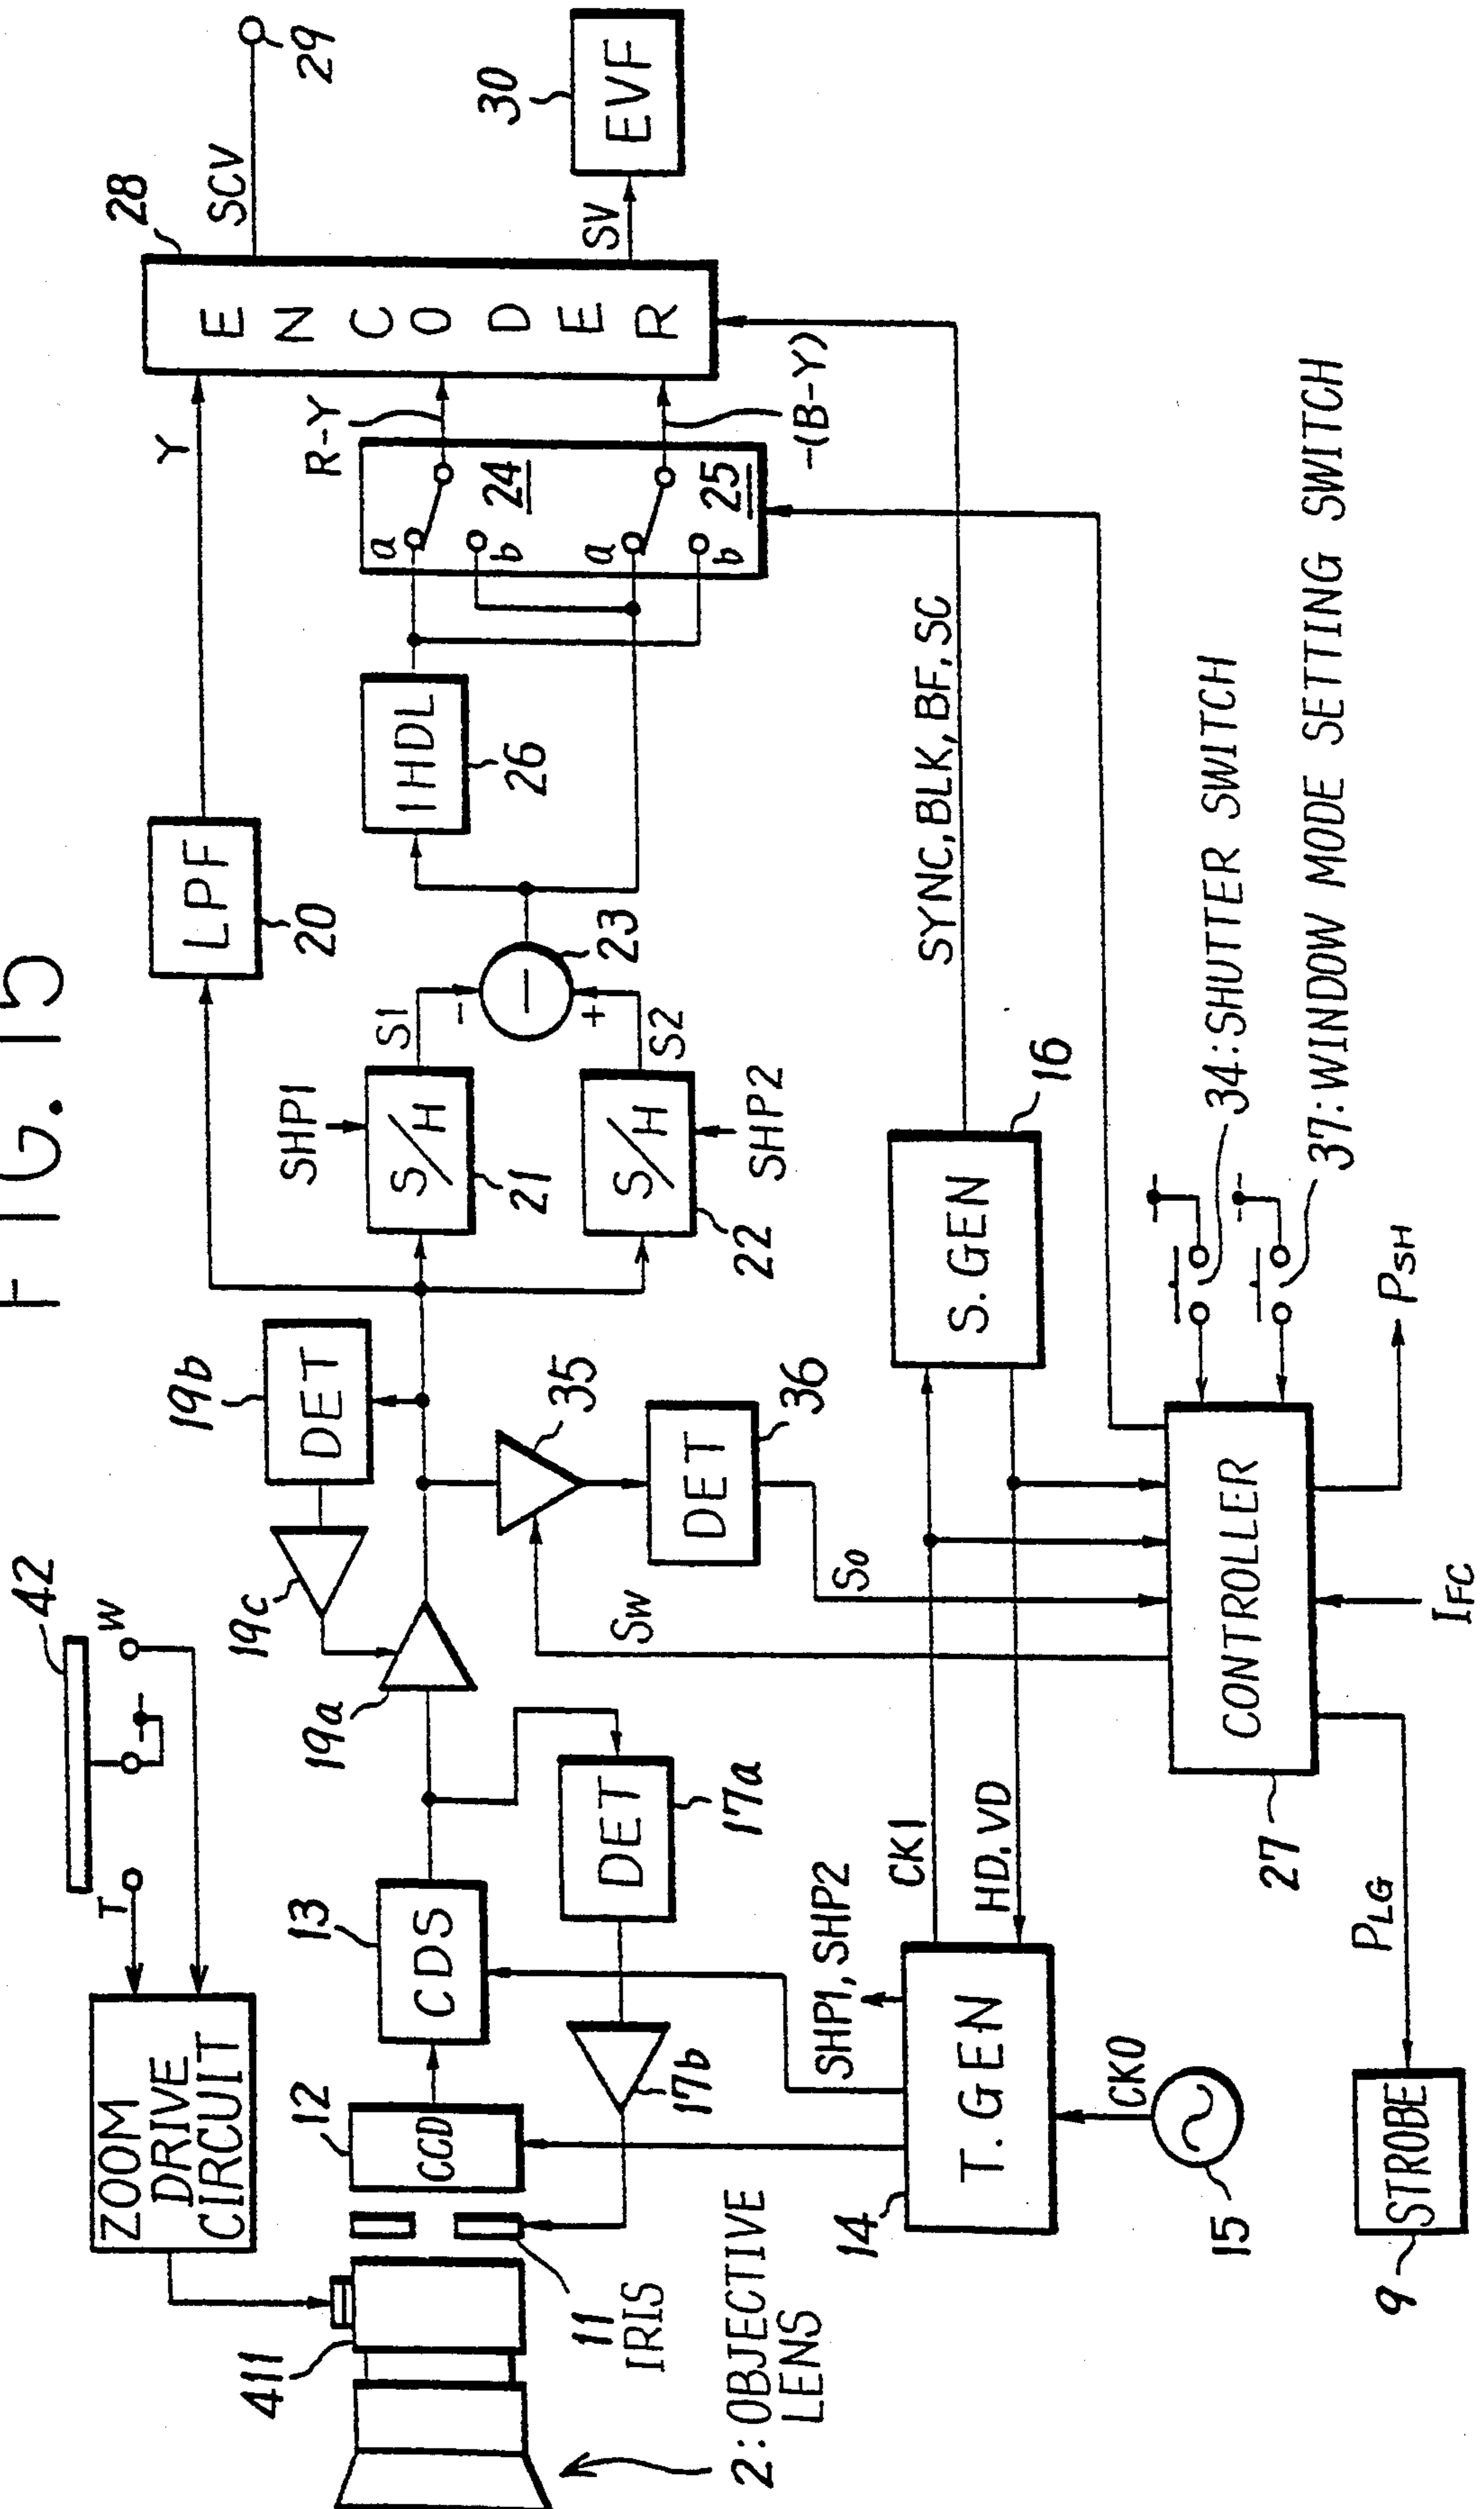 FIG. 15
42
ZOOM
DRIVE
CIRCUIT
T
W
19c
19b
DET
LPF
20
Y
28
SCV
29
411
12
CCD
13
CDS
19a
SHP1
S/H
21
S1
-
1HDL
26
a
b
24
R-Y
ENCODER
30
EVF
SV
11
IRIS
17b
DET
17a
35
DET
36
22
S/H
SHP2
S2
+
−
23
a
b
25
-(B-Y)
2:OBJECTIVE
LENS
14
T.GEN
SHP1, SHP2
CK1
HD.VD
SW
S0
S.GEN
16
SYNC,BLK,BF,SC
15
CK0
27
CONTROLLER
34:SHUTTER SWITCH
37:WINDOW MODE SETTING SWITCH
9
STROBE
PLG
IFC
PSH